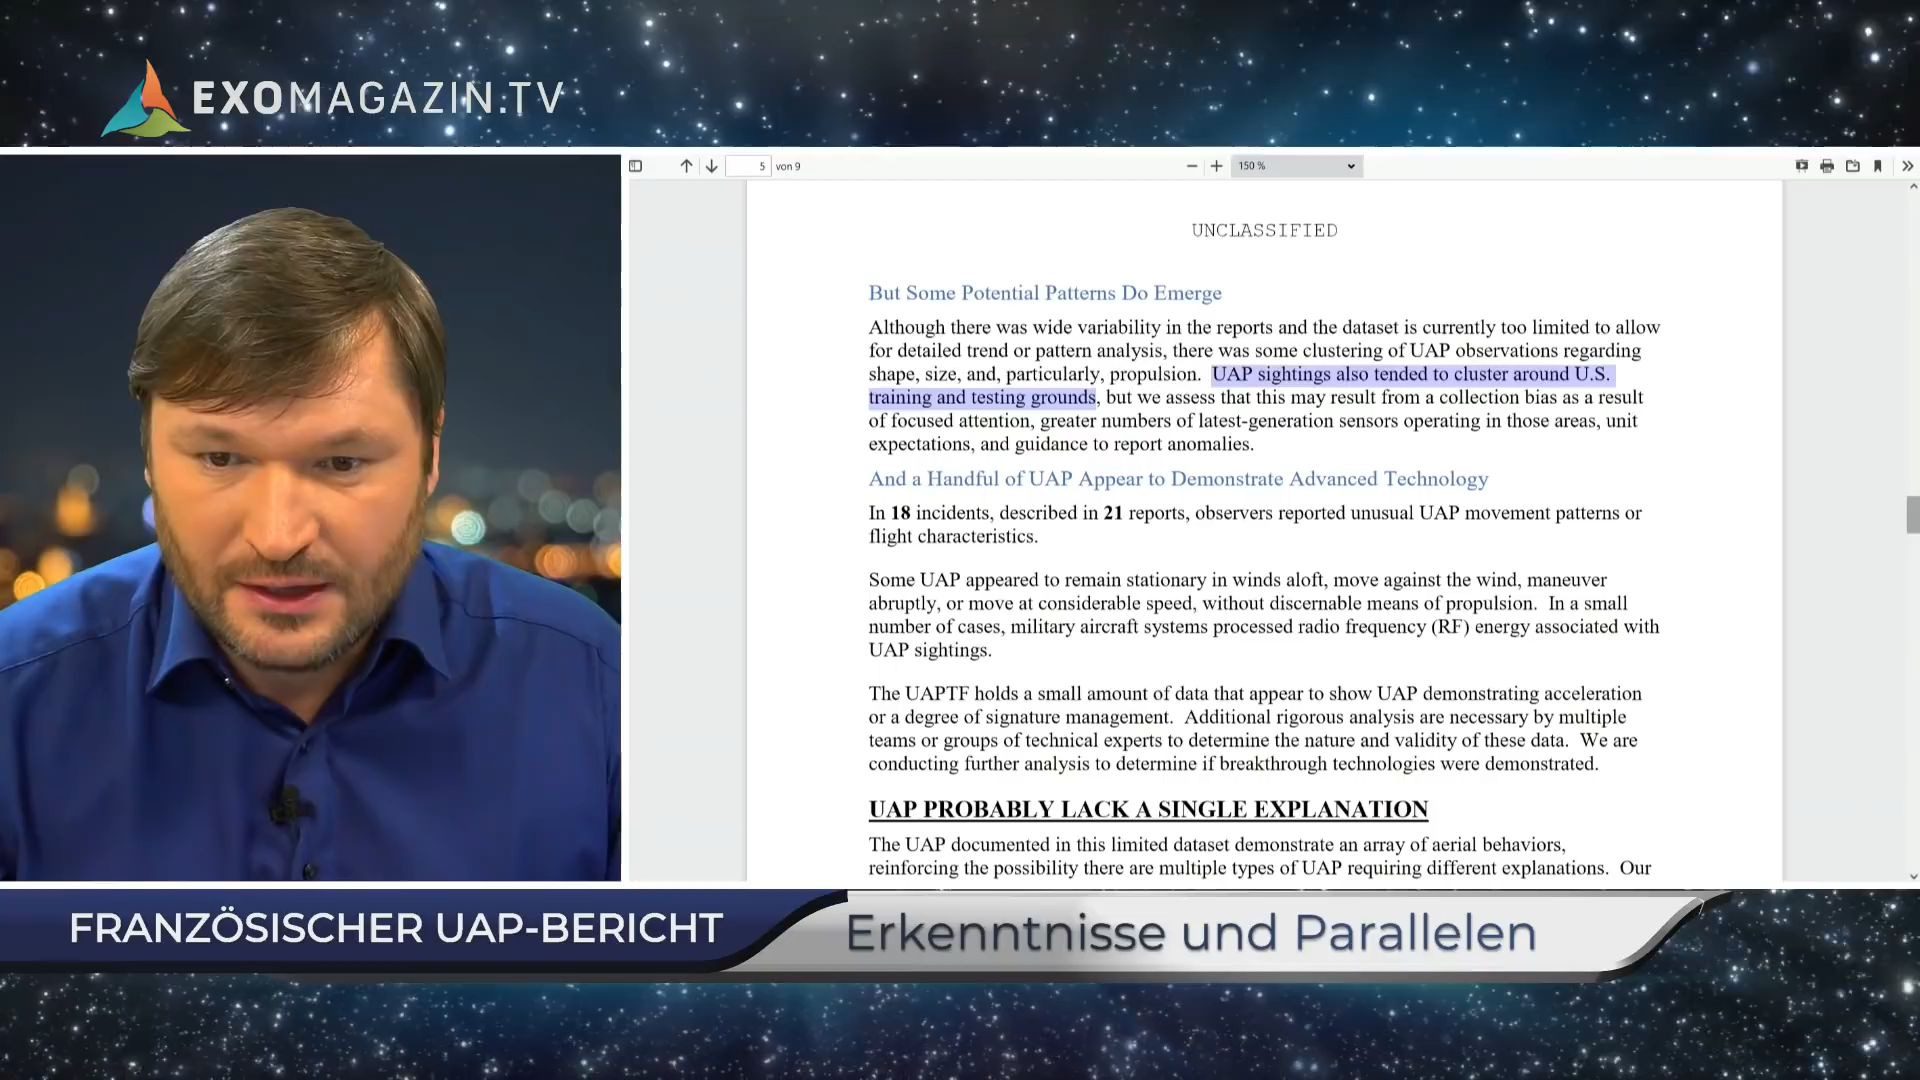 EXOMAGAZIN.TV
5 von 9
150 %
UNCLASSIFIED
But Some Potential Patterns Do Emerge
Although there was wide variability in the reports and the dataset is currently too limited to allow
for detailed trend or pattern analysis, there was some clustering of UAP observations regarding
shape, size, and, particularly, propulsion. UAP sightings also tended to cluster around U.S.
training and testing grounds, but we assess that this may result from a collection bias as a result
of focused attention, greater numbers of latest-generation sensors operating in those areas, unit
expectations, and guidance to report anomalies.
And a Handful of UAP Appear to Demonstrate Advanced Technology
In 18 incidents, described in 21 reports, observers reported unusual UAP movement patterns or
flight characteristics.
Some UAP appeared to remain stationary in winds aloft, move against the wind, maneuver
abruptly, or move at considerable speed, without discernable means of propulsion. In a small
number of cases, military aircraft systems processed radio frequency (RF) energy associated with
UAP sightings.
The UAPTF holds a small amount of data that appear to show UAP demonstrating acceleration
or a degree of signature management. Additional rigorous analysis are necessary by multiple
teams or groups of technical experts to determine the nature and validity of these data. We are
conducting further analysis to determine if breakthrough technologies were demonstrated.
UAP PROBABLY LACK A SINGLE EXPLANATION
The UAP documented in this limited dataset demonstrate an array of aerial behaviors,
reinforcing the possibility there are multiple types of UAP requiring different explanations. Our
FRANZÖSISCHER UAP-BERICHT
Erkenntnisse und Parallelen